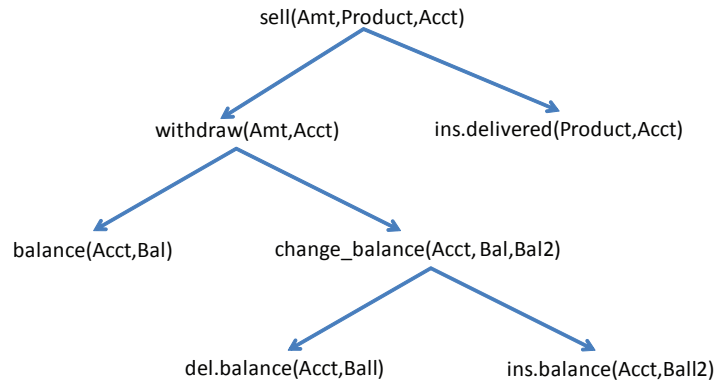 sell(Amt,Product,Acct)
withdraw(Amt,Acct)
ins.delivered(Product,Acct)
balance(Acct,Bal)
change_balance(Acct, Bal,Bal2)
del.balance(Acct,Ball)
ins.balance(Acct,Ball2)